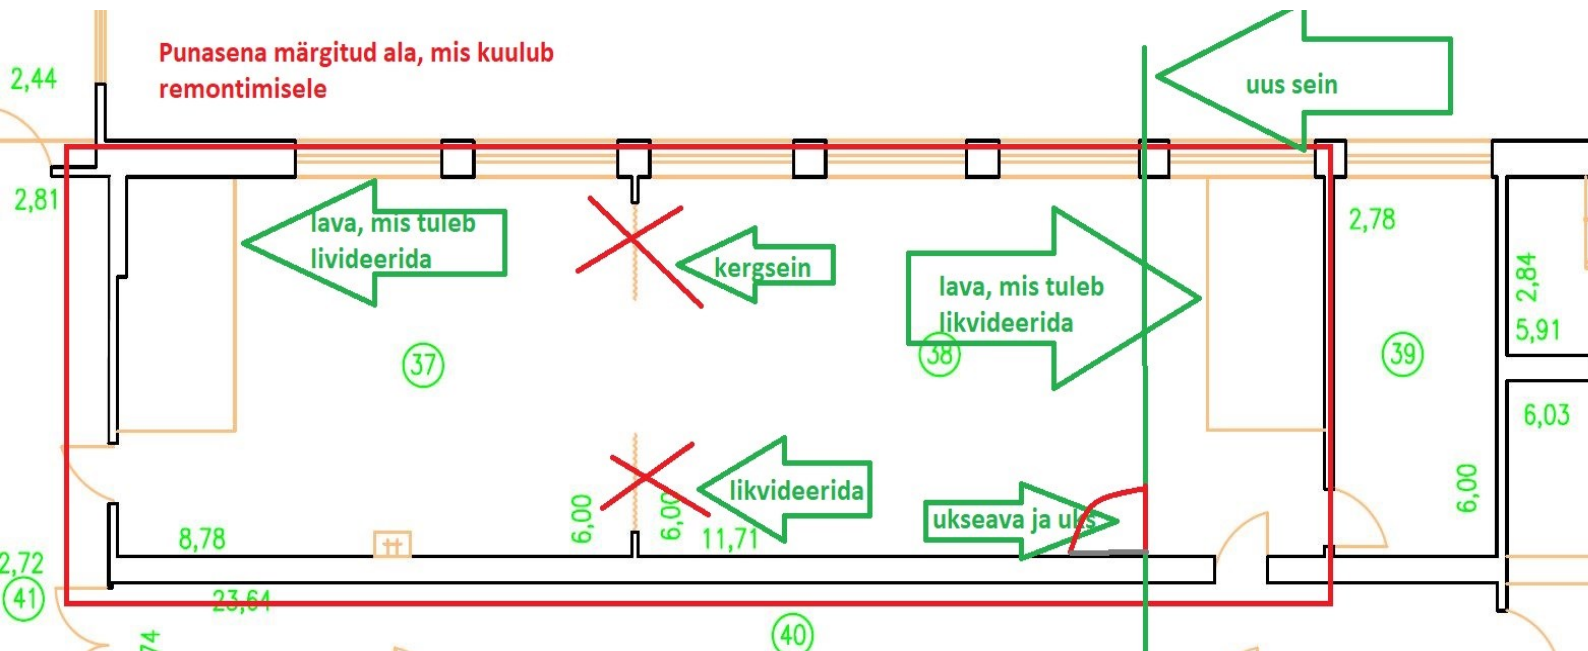 Punasena märgitud ala, mis kuulub
remontimisele
2,44
uus sein
2,81
lava, mis tuleb
livideerida
kergsein
lava, mis tuleb
likvideerida
2,78
2,84
5,91
37
38
39
6,03
likvideerida
ukseava ja uks
6,00
6,00
6,00
8,78
11,71
2,72
41
23,64
40
74